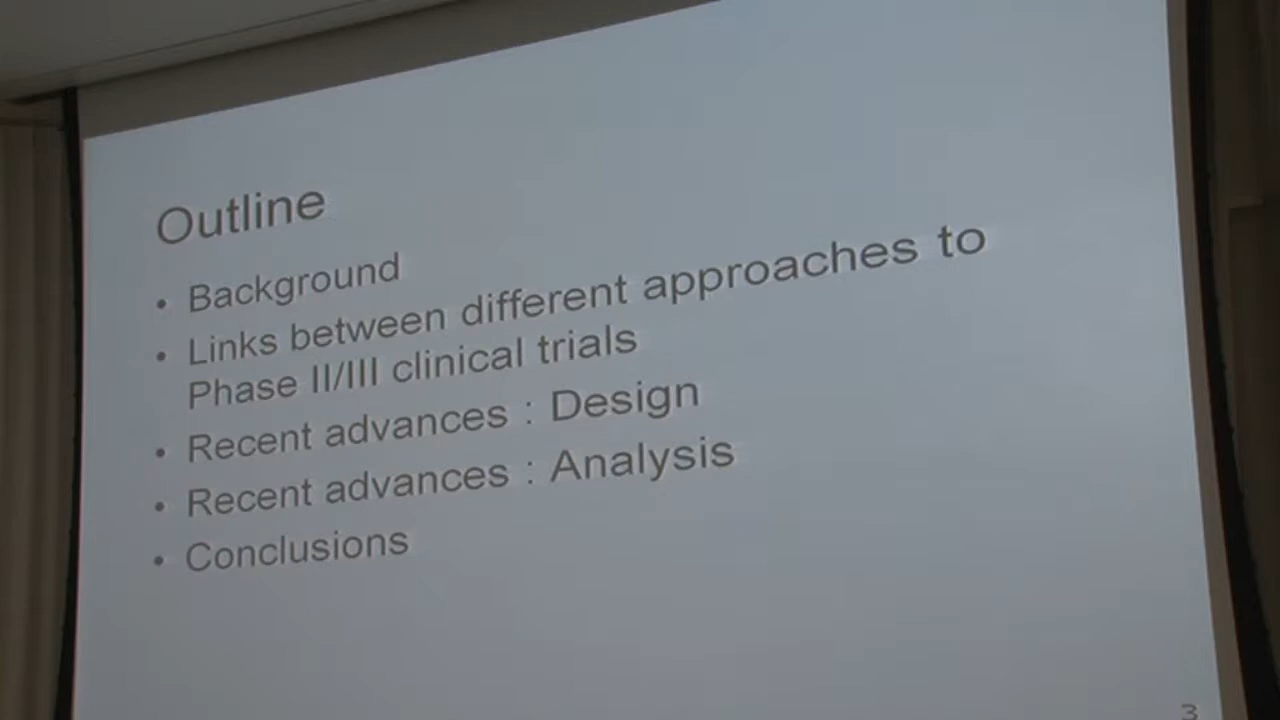 Outline
• Background
• Links between different approaches to
Phase II/III clinical trials
• Recent advances : Design
• Recent advances : Analysis
• Conclusions
3